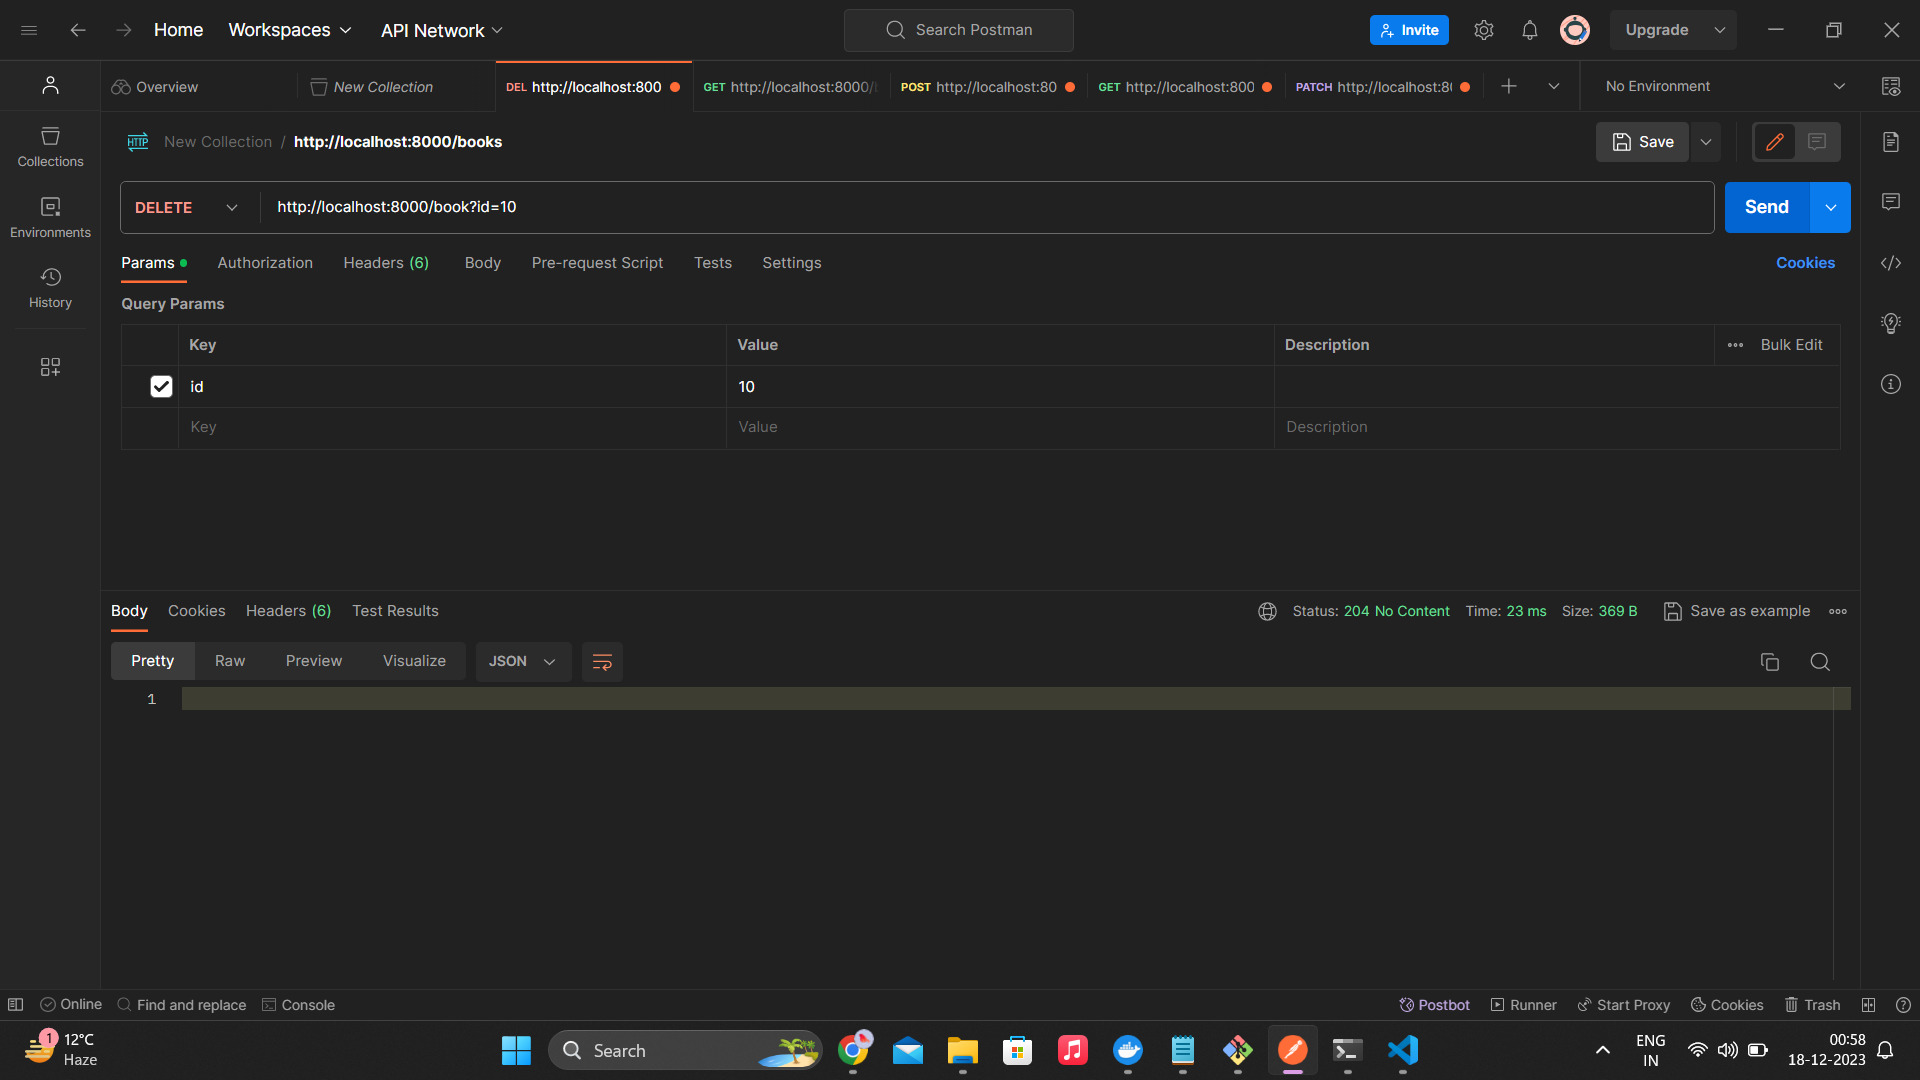 Home Workspaces API Network Search Postman Invite Upgrade
Overview New Collection DEL http://localhost:800 GET http://localhost:8000/ POST http://localhost:80 GET http://localhost:800 PATCH http://localhost:8 No Environment
HTTP New Collection / http://localhost:8000/books Save
Collections
DELETE http://localhost:8000/book?id=10 Send
Environments
Params Authorization Headers (6) Body Pre-request Script Tests Settings Cookies
History
Query Params
Key Value Description Bulk Edit
id 10
Key Value Description
Body Cookies Headers (6) Test Results Status: 204 No Content Time: 23 ms Size: 369 B Save as example
Pretty Raw Preview Visualize JSON
1
Online Find and replace Console Postbot Runner Start Proxy Cookies Trash
1 12°C
Haze
Search
ENG
IN
00:58
18-12-2023